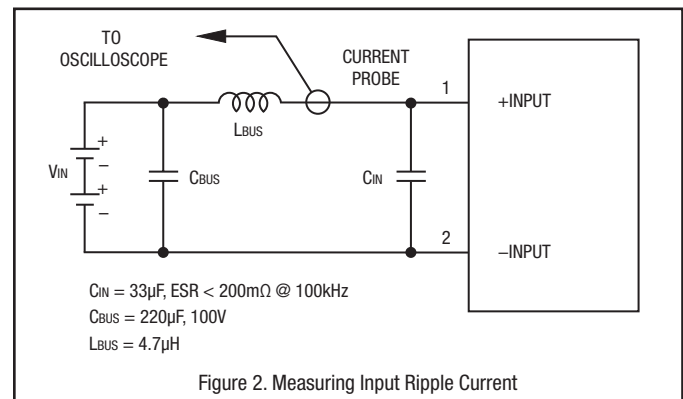 TO
OSCILLOSCOPE
CURRENT
PROBE
1
+INPUT
LBUS
+
–
+
–
VIN
CBUS
CIN
2
–INPUT
CIN = 33µF, ESR < 200mΩ @ 100kHz
CBUS = 220µF, 100V
LBUS = 4.7µH
Figure 2. Measuring Input Ripple Current